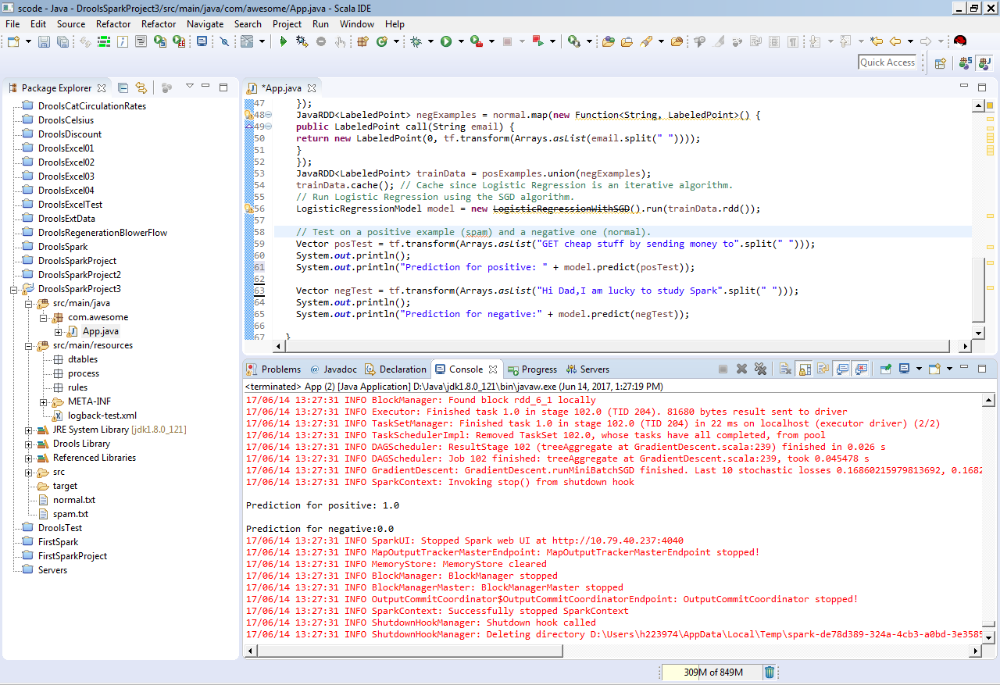 scode - Java - DroolsSparkProject3/src/main/java/com/awesome/App.java - Scala IDE
File Edit Source Refactor Refactor Navigate Search Project Run Window Help
Quick Access
Package Explorer
DroolsCatCirculationRates
DroolsCelsius
DroolsDiscount
DroolsExcel01
DroolsExcel02
DroolsExcel03
DroolsExcel04
DroolsExcelTest
DroolsExtData
DroolsRegenerationBlowerFlow
DroolsSpark
DroolsSparkProject
DroolsSparkProject2
DroolsSparkProject3
src/main/java
com.awesome
App.java
src/main/resources
dtables
process
rules
META-INF
logback-test.xml
JRE System Library [jdk1.8.0_121]
Drools Library
Referenced Libraries
src
target
normal.txt
spam.txt
DroolsTest
FirstSpark
FirstSparkProject
Servers
*App.java
47 });
48 JavaRDD<LabeledPoint> negExamples = normal.map(new Function<String, LabeledPoint>() {
49 public LabeledPoint call(String email) {
50 return new LabeledPoint(0, tf.transform(Arrays.asList(email.split(" "))));
51 }
52 });
53 JavaRDD<LabeledPoint> trainData = posExamples.union(negExamples);
54 trainData.cache(); // Cache since Logistic Regression is an iterative algorithm.
55 // Run Logistic Regression using the SGD algorithm.
56 LogisticRegressionModel model = new LogisticRegressionWithSGD().run(trainData.rdd());
57
58 // Test on a positive example (spam) and a negative one (normal).
59 Vector posTest = tf.transform(Arrays.asList("GET cheap stuff by sending money to".split(" ")));
60 System.out.println();
61 System.out.println("Prediction for positive: " + model.predict(posTest));
62
63 Vector negTest = tf.transform(Arrays.asList("Hi Dad,I am lucky to study Spark".split(" ")));
64 System.out.println();
65 System.out.println("Prediction for negative:" + model.predict(negTest));
66
67 }
Problems @ Javadoc Declaration Console Progress Servers
<terminated> App (2) [Java Application] D:\Java\jdk1.8.0_121\bin\javaw.exe (Jun 14, 2017, 1:27:19 PM)
17/06/14 13:27:31 INFO BlockManager: Found block rdd_6_1 locally
17/06/14 13:27:31 INFO Executor: Finished task 1.0 in stage 102.0 (TID 204). 81680 bytes result sent to driver
17/06/14 13:27:31 INFO TaskSetManager: Finished task 1.0 in stage 102.0 (TID 204) in 22 ms on localhost (executor driver) (2/2)
17/06/14 13:27:31 INFO TaskSchedulerImpl: Removed TaskSet 102.0, whose tasks have all completed, from pool
17/06/14 13:27:31 INFO DAGScheduler: ResultStage 102 (treeAggregate at GradientDescent.scala:239) finished in 0.026 s
17/06/14 13:27:31 INFO DAGScheduler: Job 102 finished: treeAggregate at GradientDescent.scala:239, took 0.045478 s
17/06/14 13:27:31 INFO GradientDescent: GradientDescent.runMiniBatchSGD finished. Last 10 stochastic losses 0.16860215979813692, 0.1682
17/06/14 13:27:31 INFO SparkContext: Invoking stop() from shutdown hook
Prediction for positive: 1.0
Prediction for negative:0.0
17/06/14 13:27:31 INFO SparkUI: Stopped Spark web UI at http://10.79.40.237:4040
17/06/14 13:27:31 INFO MapOutputTrackerMasterEndpoint: MapOutputTrackerMasterEndpoint stopped!
17/06/14 13:27:31 INFO MemoryStore: MemoryStore cleared
17/06/14 13:27:31 INFO BlockManager: BlockManager stopped
17/06/14 13:27:31 INFO BlockManagerMaster: BlockManagerMaster stopped
17/06/14 13:27:31 INFO OutputCommitCoordinator$OutputCommitCoordinatorEndpoint: OutputCommitCoordinator stopped!
17/06/14 13:27:31 INFO SparkContext: Successfully stopped SparkContext
17/06/14 13:27:31 INFO ShutdownHookManager: Shutdown hook called
17/06/14 13:27:31 INFO ShutdownHookManager: Deleting directory D:\Users\h223974\AppData\Local\Temp\spark-de78d389-324a-4cb3-a0bd-3e3585
309M of 849M